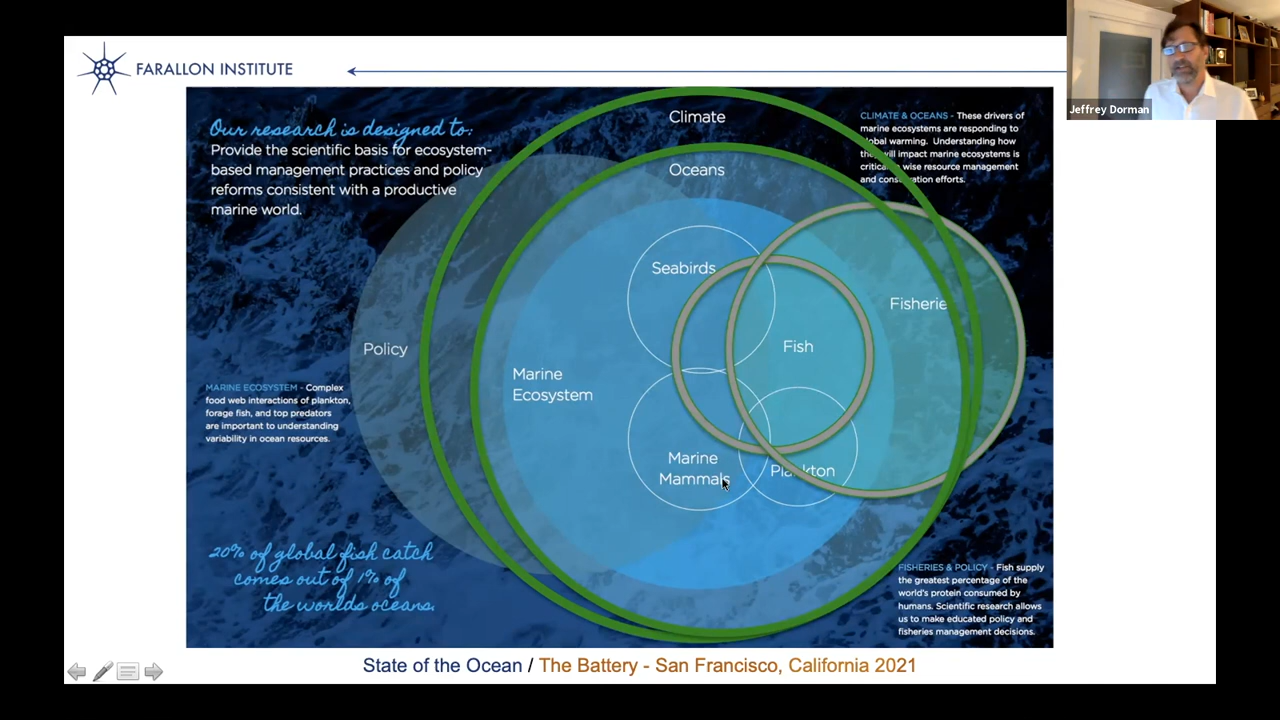 FARALLON INSTITUTE
Jeffrey Dorman
Our research is designed to:
Provide the scientific basis for ecosystem-
based management practices and policy
reforms consistent with a productive
marine world.
Climate
Oceans
CLIMATE & OCEANS - These drivers of
marine ecosystems are responding to
global warming. Understanding how
they will impact marine ecosystems is
wise resource management
and conservation efforts.
Seabirds
Fisherie
Fish
Policy
Marine
Ecosystem
MARINE ECOSYSTEM - Complex
food web interactions of plankton,
forage fish, and top predators
are important to understanding
variability in ocean resources.
Marine
Mammals
Plankton
20% of global fish catch
comes out of 1% of
the worlds oceans.
FISHERIES & POLICY - Fish supply
the greatest percentage of the
world's protein consumed by
humans. Scientific research allows
us to make educated policy and
fisheries management decisions.
State of the Ocean / The Battery - San Francisco, California 2021